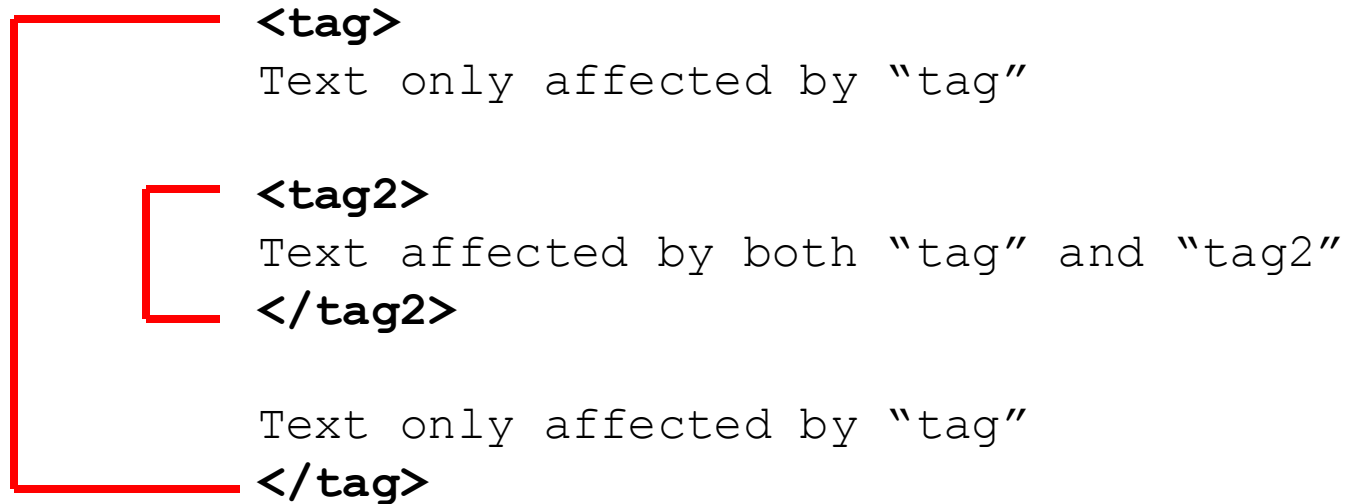 <tag>
Text only affected by “tag”
<tag2>
Text affected by both “tag” and “tag2”
</tag2>
Text only affected by “tag”
</tag>